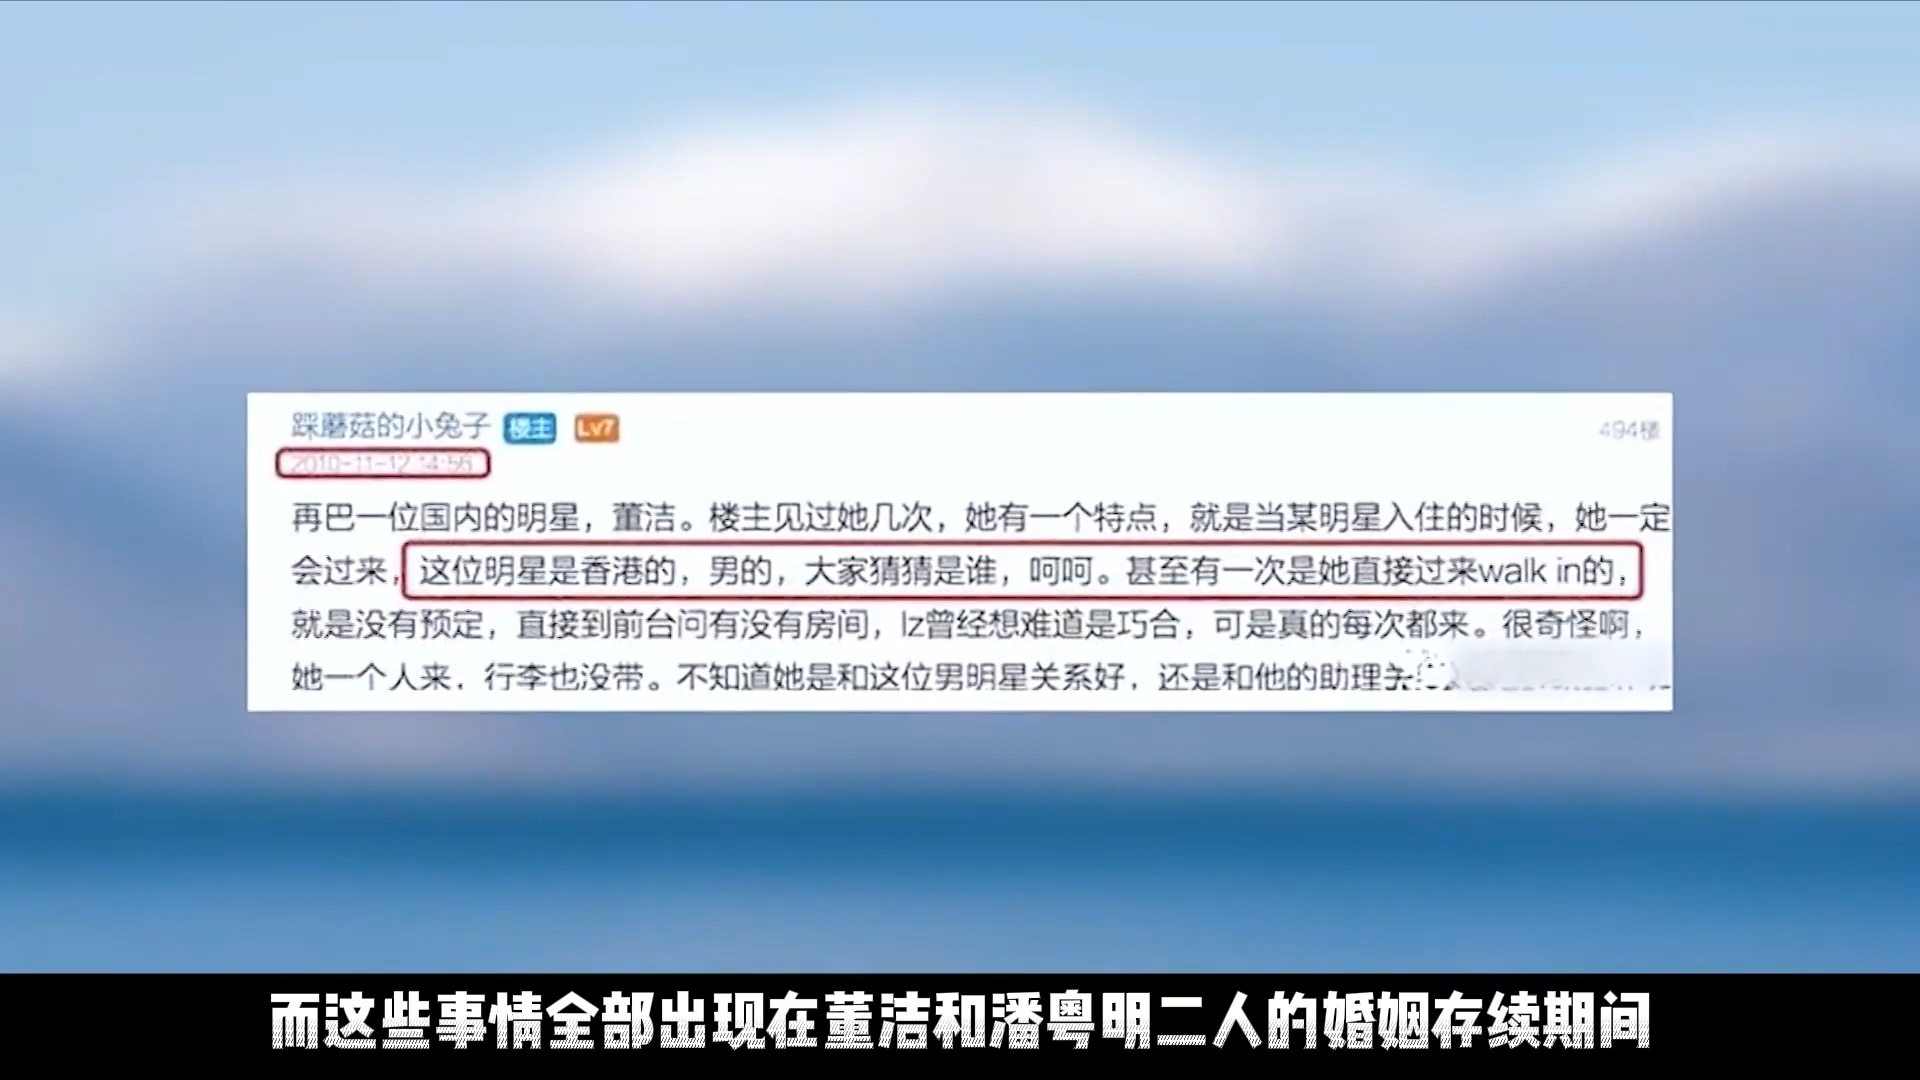 踩蘑菇的小兔子 楼主 Lv7 494楼
2010-11-12 14:56
再巴一位国内的明星，董洁。楼主见过她几次，她有一个特点，就是当某明星入住的时候，她一定
会过来，这位明星是香港的，男的，大家猜猜是谁，呵呵。甚至有一次是她直接过来walk in的，
就是没有预定，直接到前台问有没有房间，lz曾经想难道是巧合，可是真的每次都来。很奇怪啊，
她一个人来，行李也没带。不知道她是和这位男明星关系好，还是和他的助理
而这些事情全部出现在董洁和潘粤明二人的婚姻存续期间